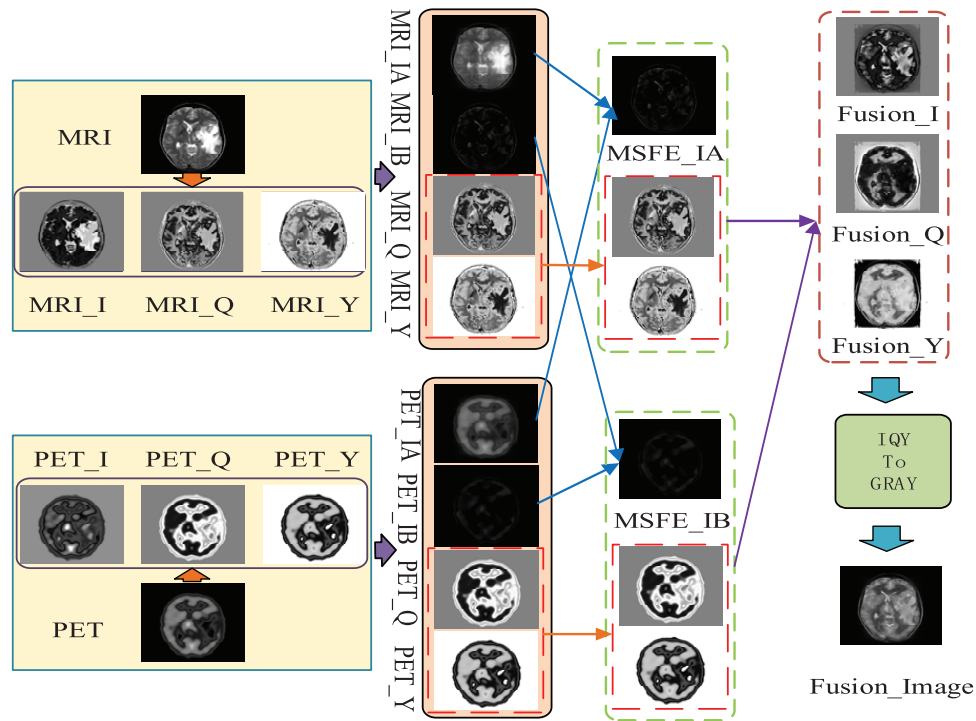 MRI
MRI_I MRI_Q MRI_Y
MRI_IA MRI_IB MRI_Q MRI_Y
PET_I PET_Q PET_Y
PET
PET_IA PET_IB PET_Q PET_Y
MSFE_IA
MSFE_IB
Fusion_I
Fusion_Q
Fusion_Y
IQY
To
GRAY
Fusion_Image